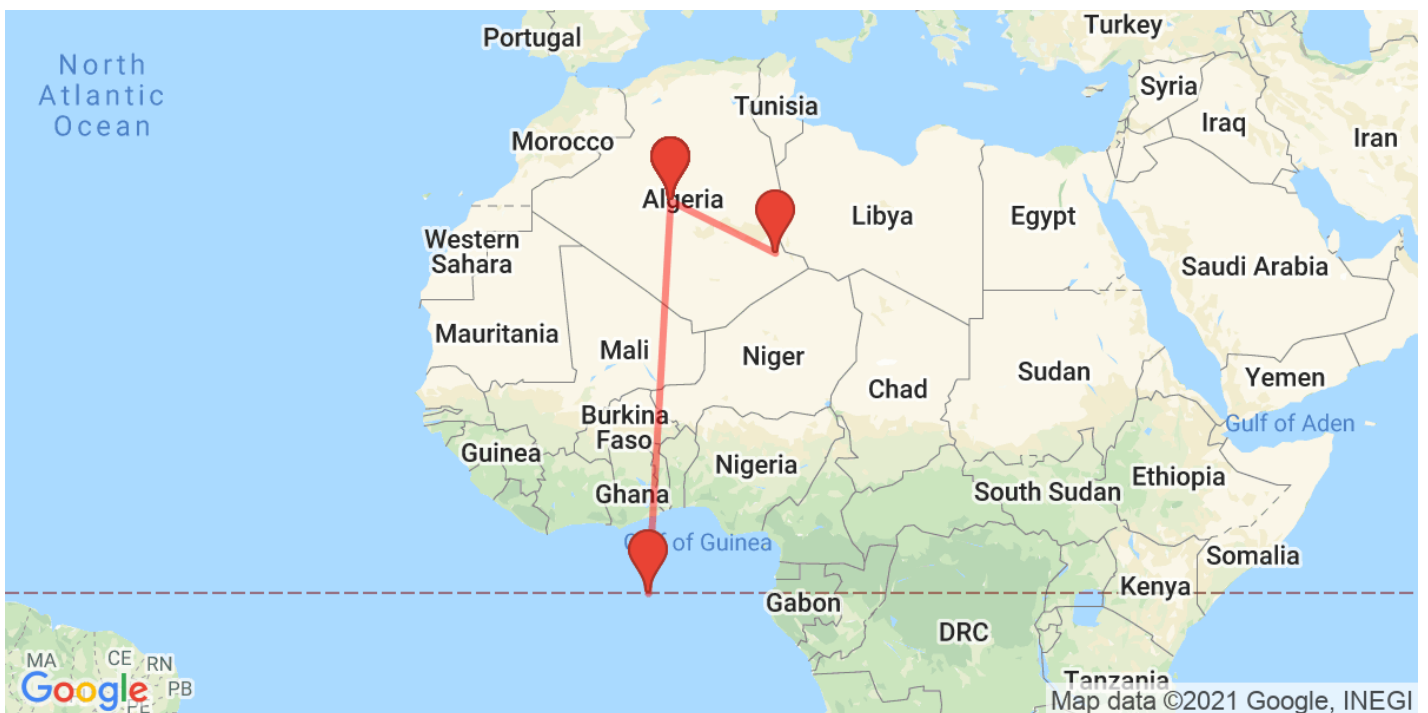 Portugal
Turkey
North
Atlantic
Ocean
Syria
Tunisia
Iraq
Iran
Morocco
Algeria
Libya
Egypt
Western
Sahara
Saudi Arabia
Mauritania
Mali
Niger
Chad
Sudan
Yemen
Burkina
Faso
Gulf of Aden
Guinea
Nigeria
Ethiopia
Ghana
South Sudan
of Guinea
Somalia
Kenya
Gabon
DRC
MA
CE
RN
PB
PE
Tanzania
Google
Map data ©2021 Google, INEGI